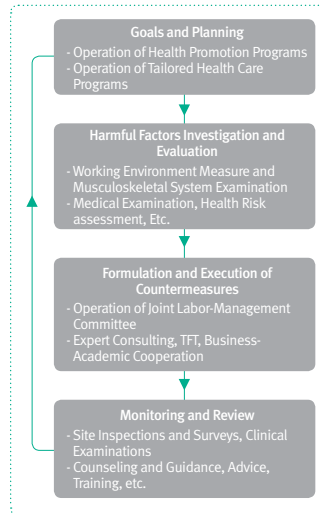 Goals and Planning
- Operation of Health Promotion Programs
- Operation of Tailored Health Care
Programs
Harmful Factors Investigation and
Evaluation
- Working Environment Measure and
Musculoskeletal System Examination
- Medical Examination, Health Risk
assessment, Etc.
Formulation and Execution of
Countermeasures
- Operation of Joint Labor-Management
Committee
- Expert Consulting, TFT, Business-
Academic Cooperation
Monitoring and Review
- Site Inspections and Surveys, Clinical
Examinations
- Counseling and Guidance, Advice,
Training, etc.